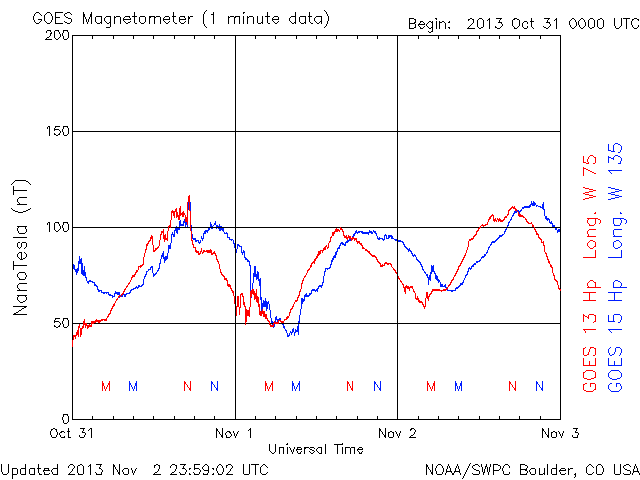 GOES Magnetometer (1 minute data)
Begin: 2013 Oct 31 0000 UTC
200
150
100
50
0
NanoTesla (nT)
M M N N M M N N M M N N
Oct 31 Nov 1 Nov 2 Nov 3
Universal Time
GOES 13 Hp Long. W 75
GOES 15 Hp Long. W 135
Updated 2013 Nov 2 23:59:02 UTC
NOAA/SWPC Boulder, CO USA